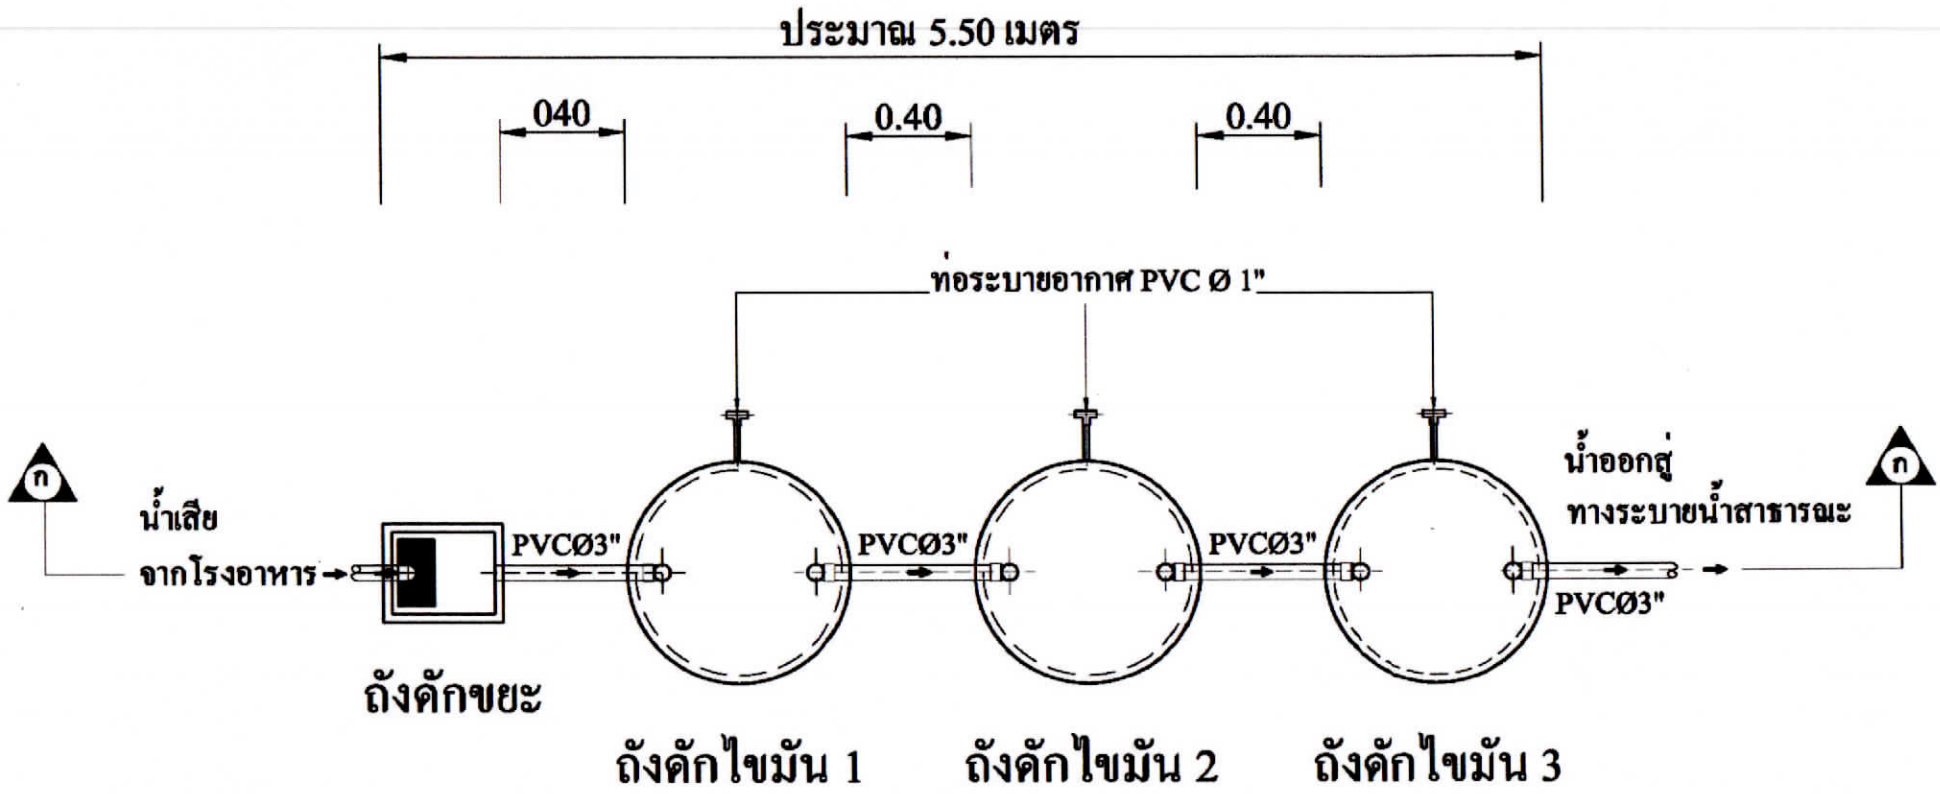 ประมาณ 5.50 เมตร
040
0.40
0.40
ท่อระบายอากาศ PVC Ø 1"
ก
น้ำเสีย
จากโรงอาหาร
PVCØ3"
PVCØ3"
PVCØ3"
น้ำออกสู่
ทางระบายน้ำสาธารณะ
ก
PVCØ3"
ถังดักขยะ
ถังดักไขมัน 1
ถังดักไขมัน 2
ถังดักไขมัน 3